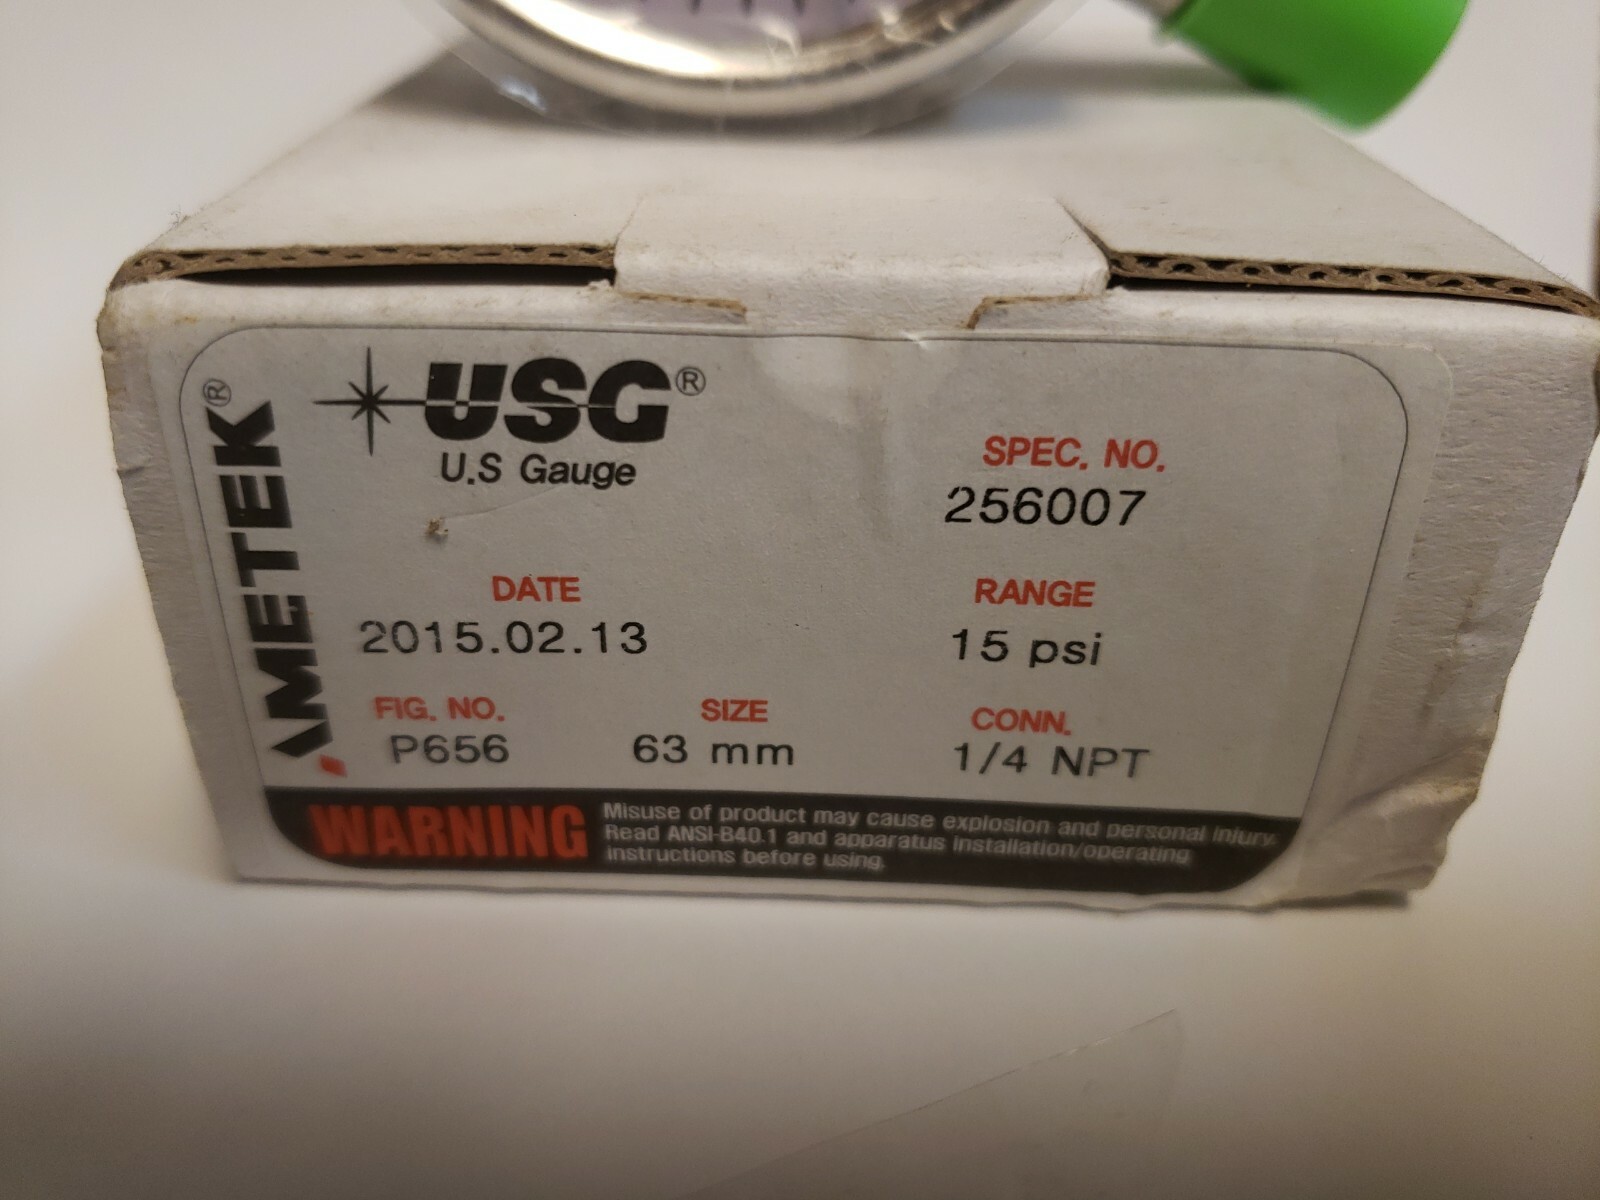 AMETEK®
USG®
U.S Gauge
SPEC. NO.
256007
DATE
2015.02.13
RANGE
15 psi
FIG. NO.
P656
SIZE
63 mm
CONN.
1/4 NPT
WARNING
Misuse of product may cause explosion and personal injury.
Read ANSI-B40.1 and apparatus installation/operating
instructions before using.